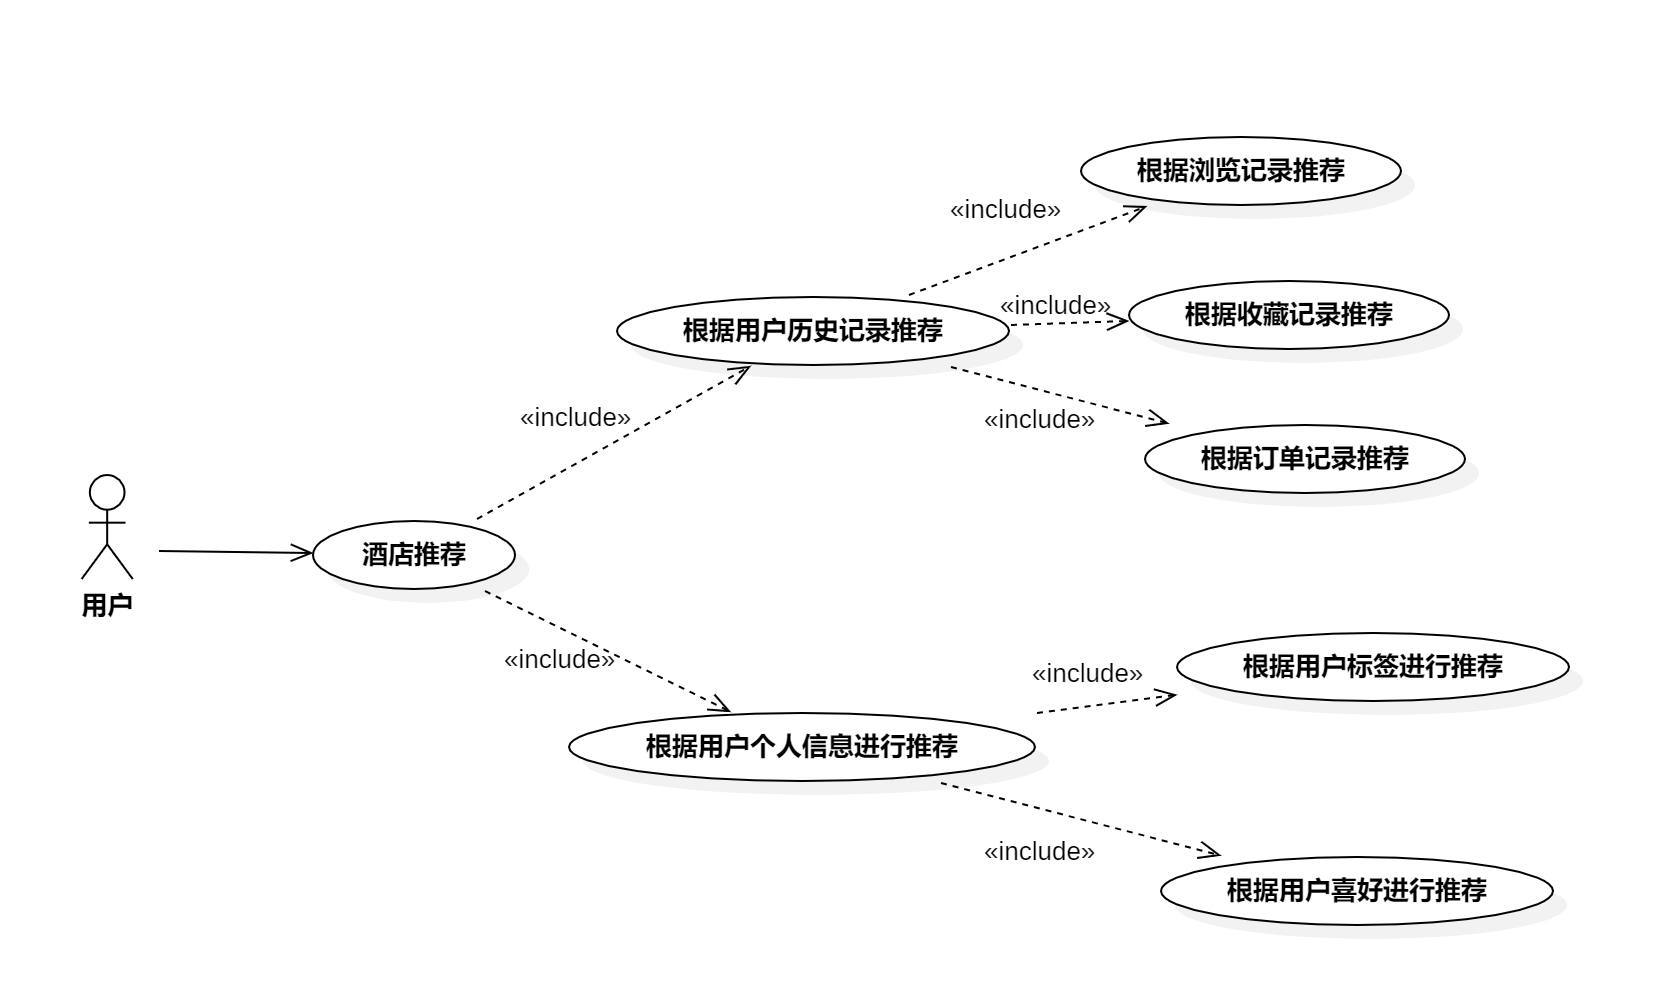 根据浏览记录推荐
«include»
«include»
根据收藏记录推荐
根据用户历史记录推荐
«include»
«include»
根据订单记录推荐
酒店推荐
用户
«include»
«include»
根据用户标签进行推荐
根据用户个人信息进行推荐
«include»
根据用户喜好进行推荐